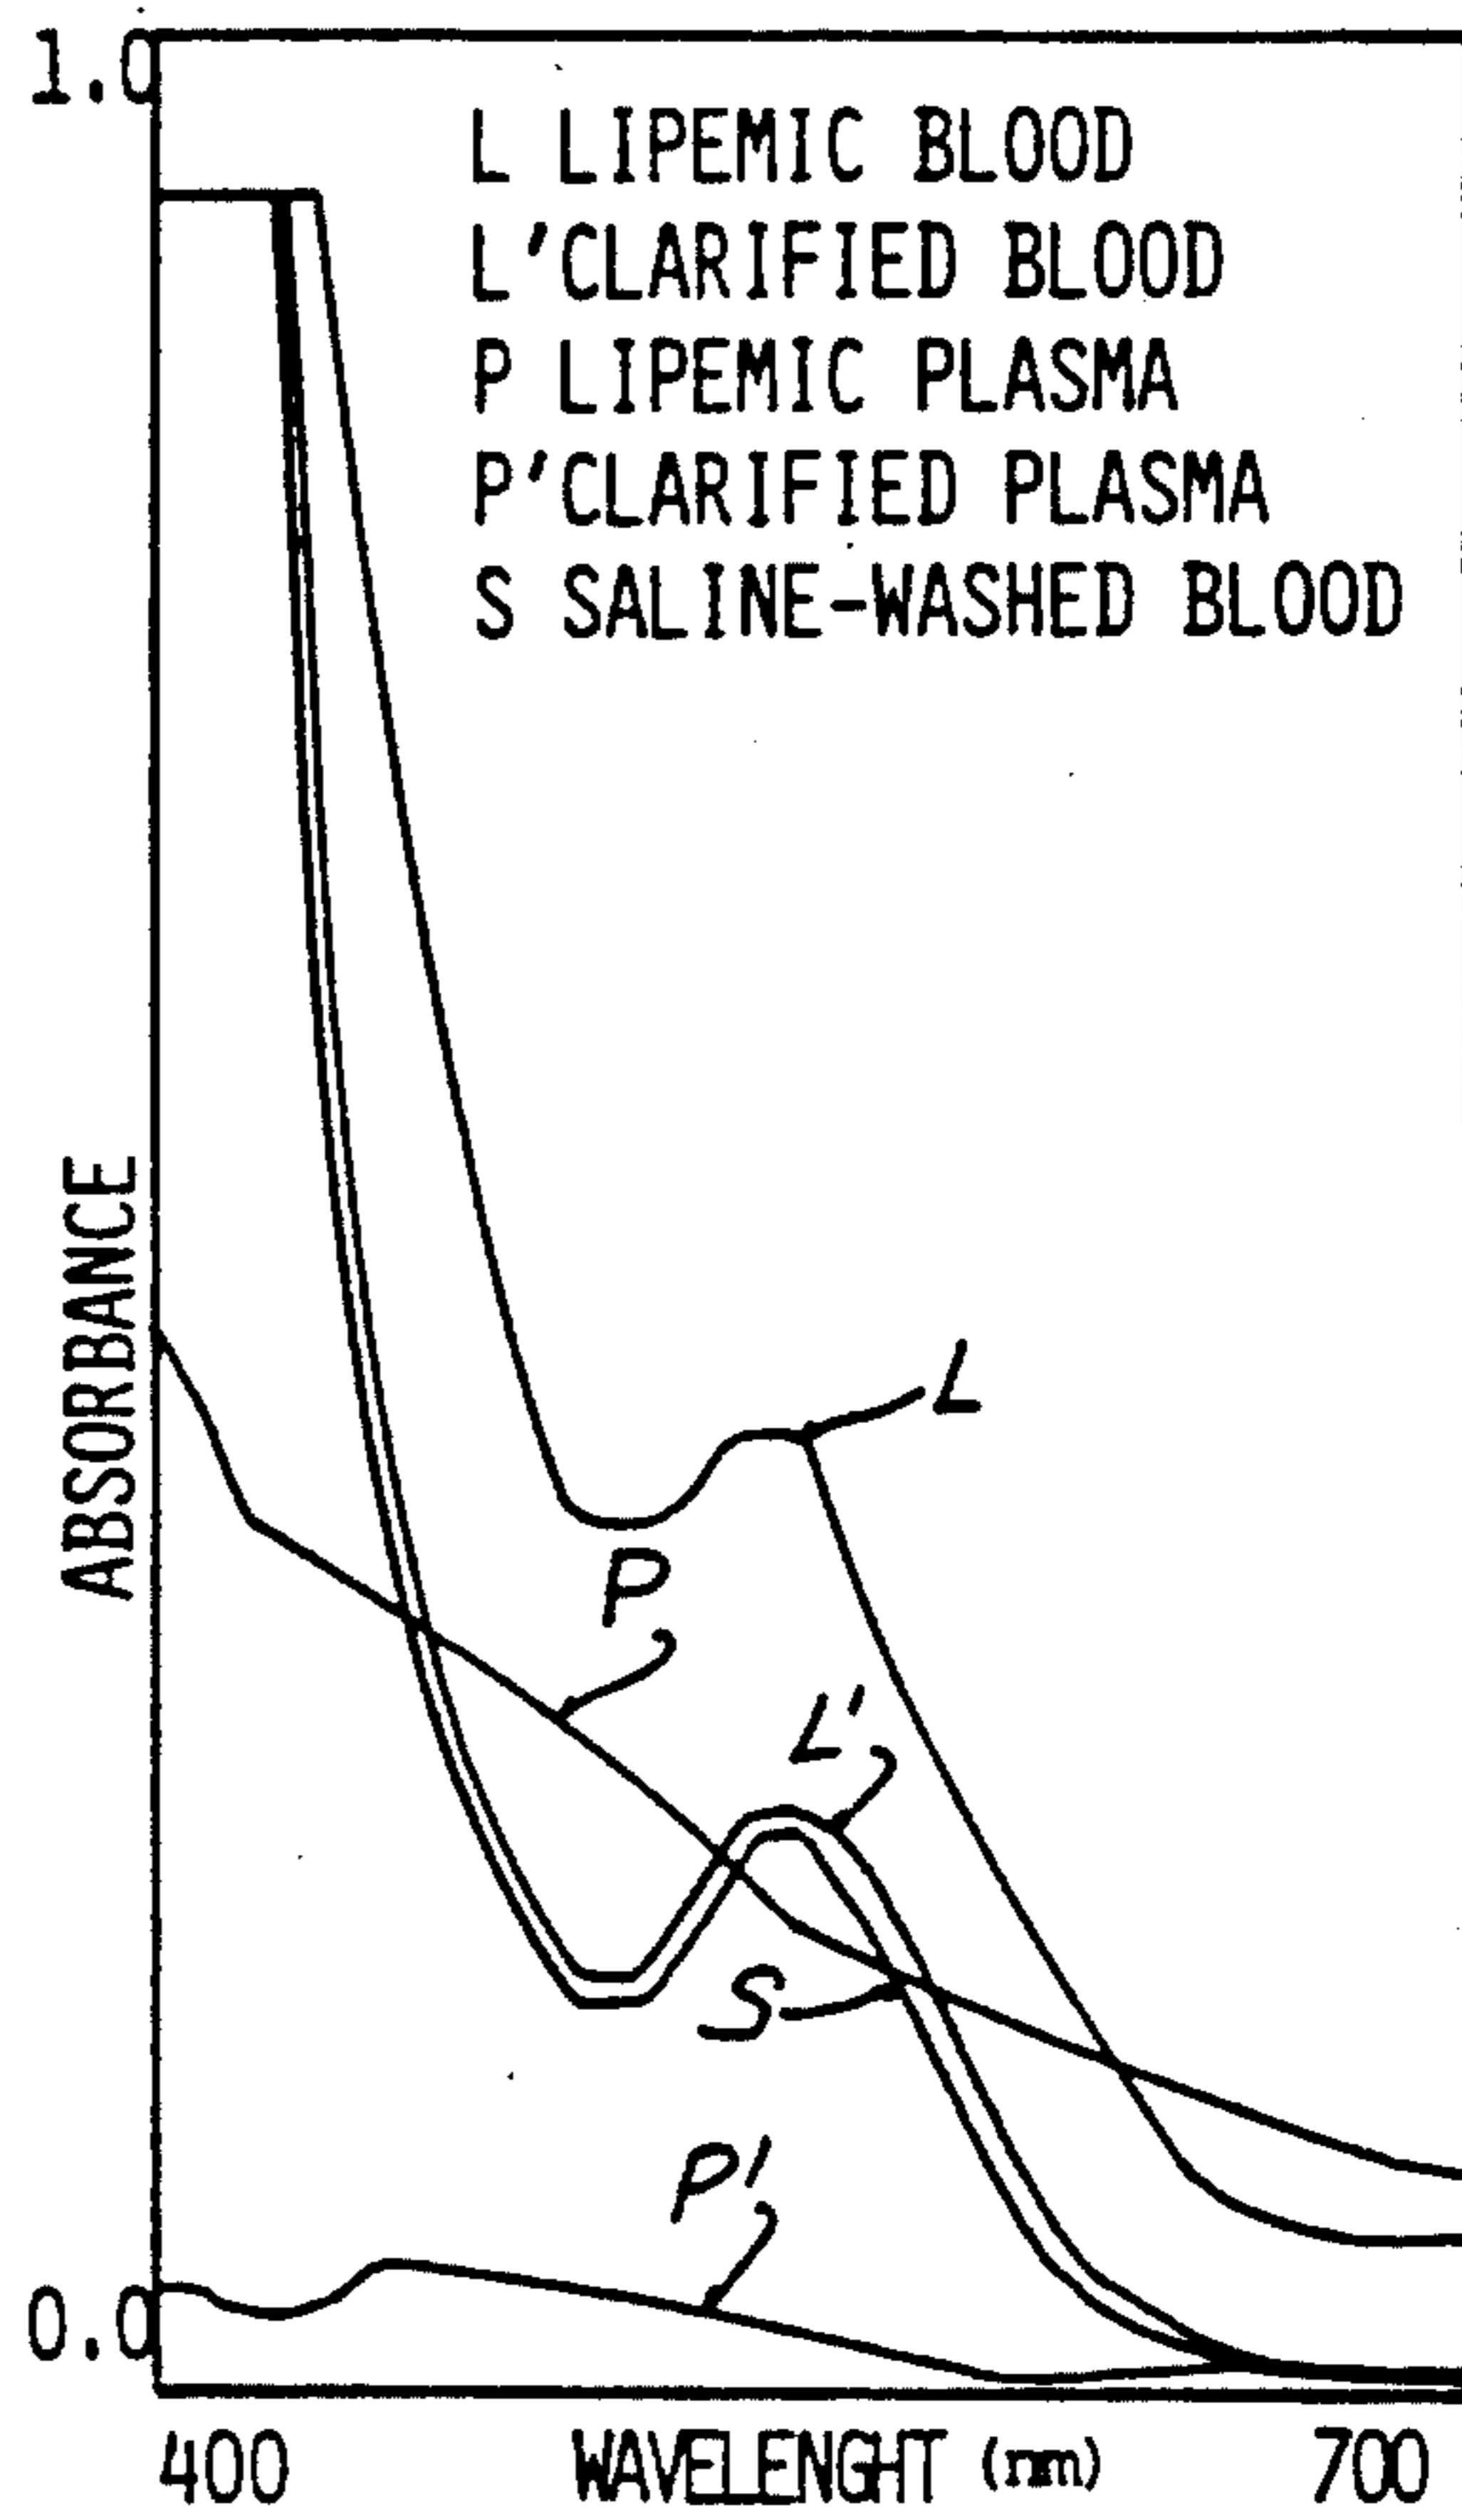 1.0
L LIPEMIC BLOOD
L'CLARIFIED BLOOD
P LIPEMIC PLASMA
P'CLARIFIED PLASMA
S SALINE-WASHED BLOOD
ABSORBANCE
L
P
L'
S
P'
0.0
400 WAVELENGHT (nm) 700